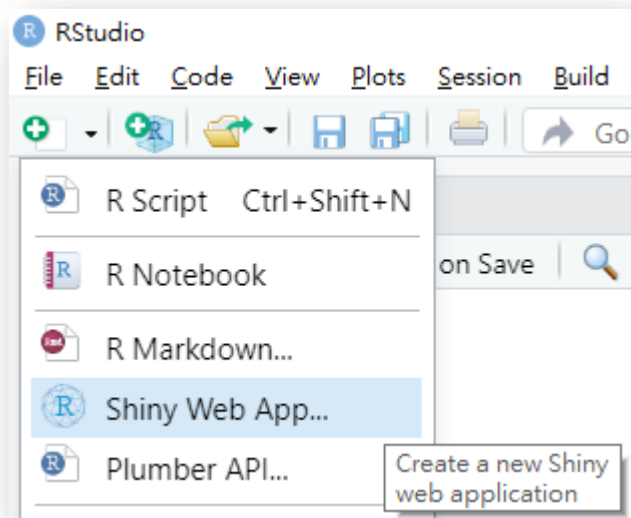 RStudio
File Edit Code View Plots Session Build
Go
R Script Ctrl+Shift+N
on Save
R Notebook
R Markdown...
Shiny Web App...
Plumber API...
Create a new Shiny
web application